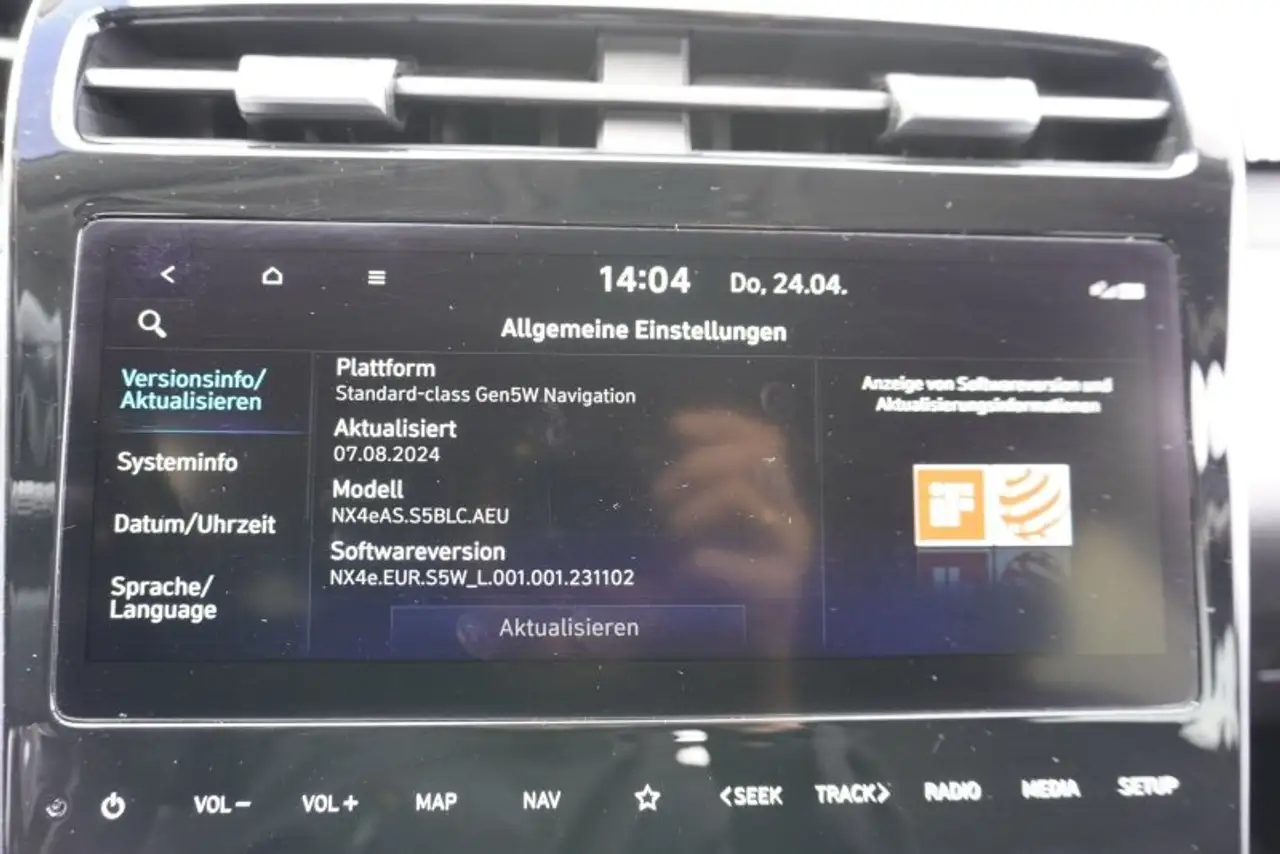 14:04 Do, 24.04.
Allgemeine Einstellungen
Versionsinfo/
Aktualisieren
Systeminfo
Datum/Uhrzeit
Sprache/
Language
Plattform
Standard-class Gen5W Navigation
Aktualisiert
07.08.2024
Modell
NX4eAS.S5BLC.AEU
Softwareversion
NX4e.EUR.S5W_L.001.001.231102
Aktualisieren
Anzeige von Softwareversion und
Aktualisierungsinformationen
iF
VOL− VOL+ MAP NAV <SEEK TRACK> RADIO MEDIA SETUP